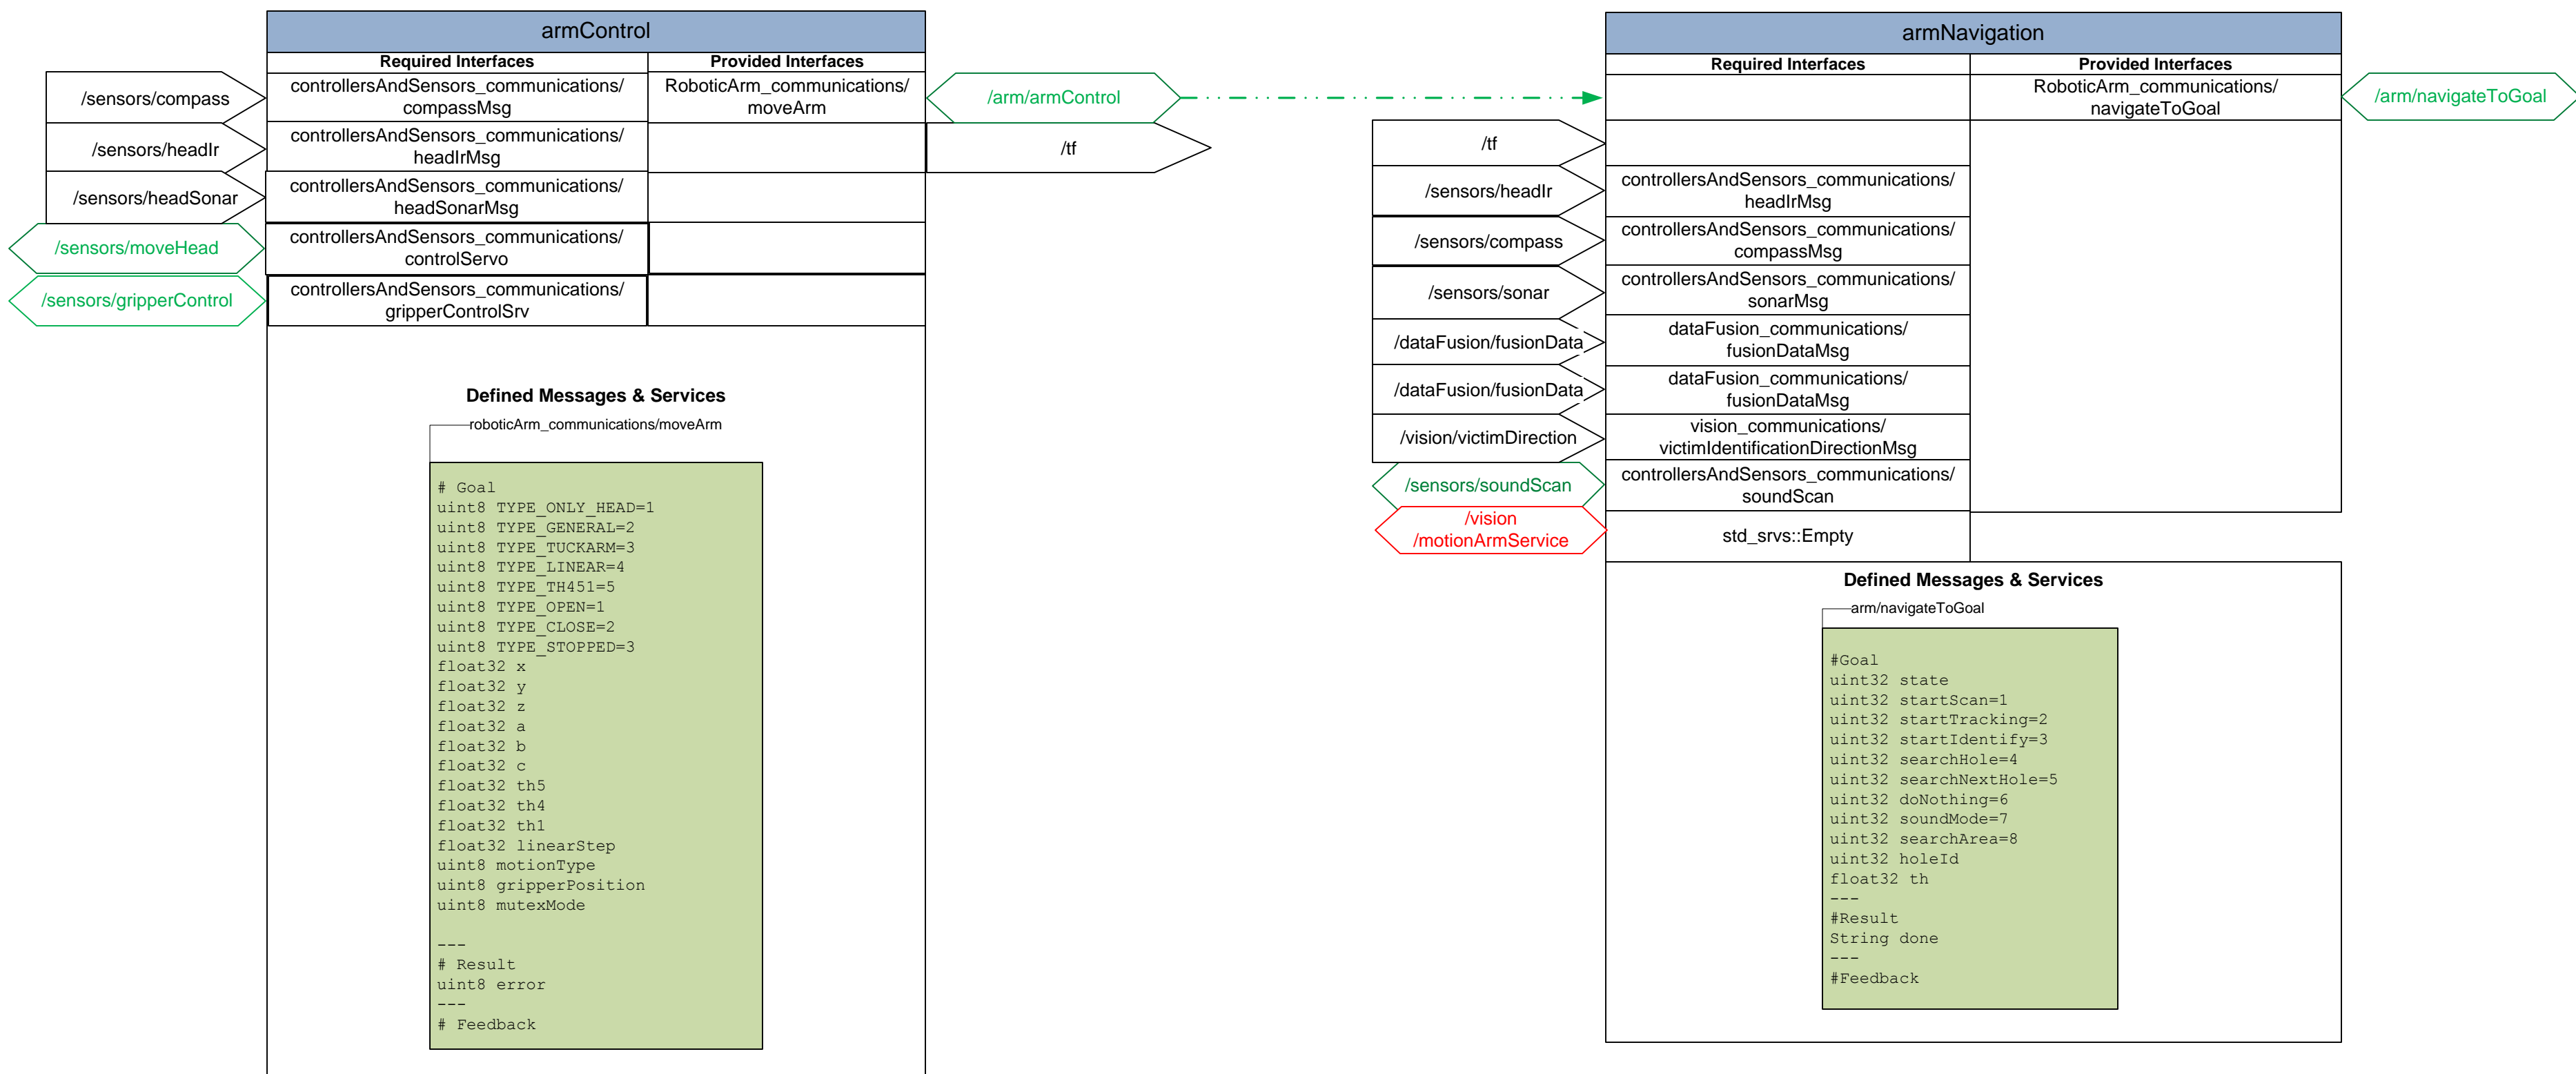 armControl
Required Interfaces
Provided Interfaces
/sensors/compass
controllersAndSensors_communications/
compassMsg
RoboticArm_communications/
moveArm
/arm/armControl
/sensors/headIr
controllersAndSensors_communications/
headIrMsg
/tf
/sensors/headSonar
controllersAndSensors_communications/
headSonarMsg
/sensors/moveHead
controllersAndSensors_communications/
controlServo
/sensors/gripperControl
controllersAndSensors_communications/
gripperControlSrv
Defined Messages & Services
roboticArm_communications/moveArm
# Goal
uint8 TYPE_ONLY_HEAD=1
uint8 TYPE_GENERAL=2
uint8 TYPE_TUCKARM=3
uint8 TYPE_LINEAR=4
uint8 TYPE_TH451=5
uint8 TYPE_OPEN=1
uint8 TYPE_CLOSE=2
uint8 TYPE_STOPPED=3
float32 x
float32 y
float32 z
float32 a
float32 b
float32 c
float32 th5
float32 th4
float32 th1
float32 linearStep
uint8 motionType
uint8 gripperPosition
uint8 mutexMode
---
# Result
uint8 error
---
# Feedback
armNavigation
Required Interfaces
Provided Interfaces
RoboticArm_communications/
navigateToGoal
/arm/navigateToGoal
/tf
/sensors/headIr
controllersAndSensors_communications/
headIrMsg
/sensors/compass
controllersAndSensors_communications/
compassMsg
/sensors/sonar
controllersAndSensors_communications/
sonarMsg
/dataFusion/fusionData
dataFusion_communications/
fusionDataMsg
/dataFusion/fusionData
dataFusion_communications/
fusionDataMsg
/vision/victimDirection
vision_communications/
victimIdentificationDirectionMsg
/sensors/soundScan
controllersAndSensors_communications/
soundScan
/vision
/motionArmService
std_srvs::Empty
Defined Messages & Services
arm/navigateToGoal
#Goal
uint32 state
uint32 startScan=1
uint32 startTracking=2
uint32 startIdentify=3
uint32 searchHole=4
uint32 searchNextHole=5
uint32 doNothing=6
uint32 soundMode=7
uint32 searchArea=8
uint32 holeId
float32 th
---
#Result
String done
---
#Feedback